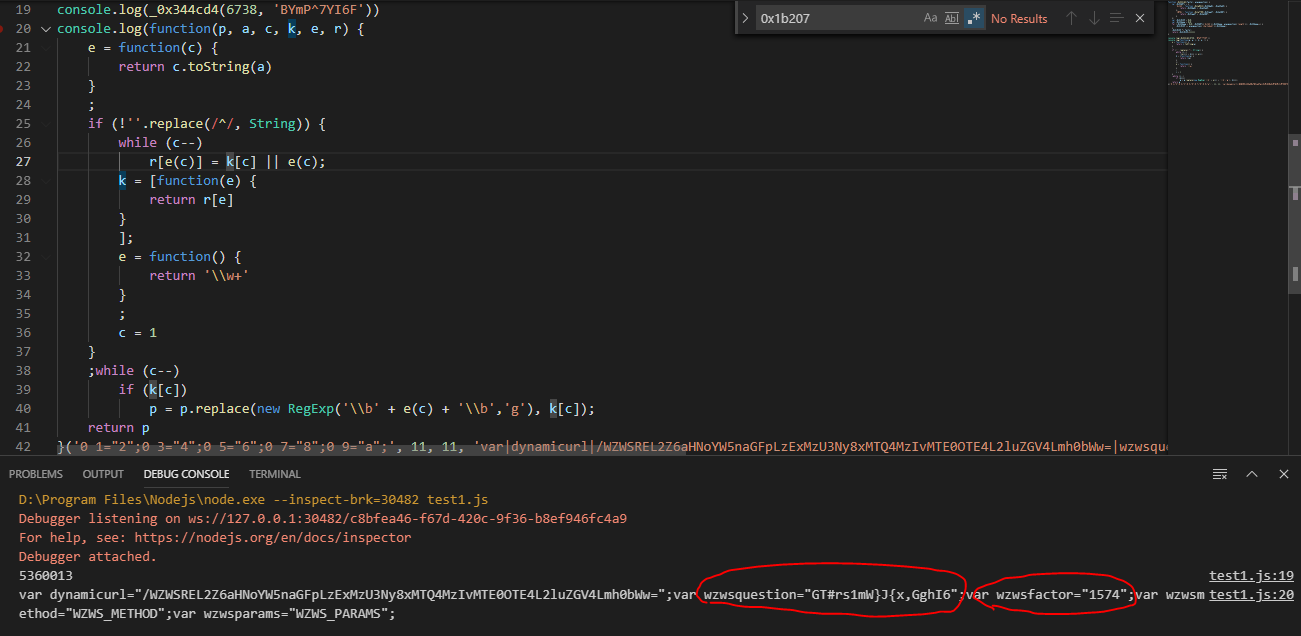 19 console.log(_0x344cd4(6738, 'BYmP^7YI6F'))
0x1b207 Aa Abl .* No Results
20 console.log(function(p, a, c, k, e, r) {
21 e = function(c) {
22 return c.toString(a)
23 }
24 ;
25 if (!''.replace(/^/, String)) {
26 while (c--)
27 r[e(c)] = k[c] || e(c);
28 k = [function(e) {
29 return r[e]
30 }
31 ];
32 e = function() {
33 return '\\w+'
34 }
35 ;
36 c = 1
37 }
38 ;while (c--)
39 if (k[c])
40 p = p.replace(new RegExp('\\b' + e(c) + '\\b','g'), k[c]);
41 return p
42 }('0 1="2";0 3="4";0 5="6";0 7="8";0 9="a";', 11, 11, 'var|dynamicurl|/WZWSREL2Z6aHNoYW5naGFpLzExMzU3Ny8xMTQ4MzIvMTE0OTE4L2luZGV4Lmh0bWw=|wzwsque
PROBLEMS OUTPUT DEBUG CONSOLE TERMINAL
D:\Program Files\Nodejs\node.exe --inspect-brk=30482 test1.js
Debugger listening on ws://127.0.0.1:30482/c8bfea46-f67d-420c-9f36-b8ef946fc4a9
For help, see: https://nodejs.org/en/docs/inspector
Debugger attached.
5360013 test1.js:19
var dynamicurl="/WZWSREL2Z6aHNoYW5naGFpLzExMzU3Ny8xMTQ4MzIvMTE0OTE4L2luZGV4Lmh0bWw=";var wzwsquestion="GT#rs1mW}J{x,GghI6";var wzwsfactor="1574";var wzwsm test1.js:20
ethod="WZWS_METHOD";var wzwsparams="WZWS_PARAMS";